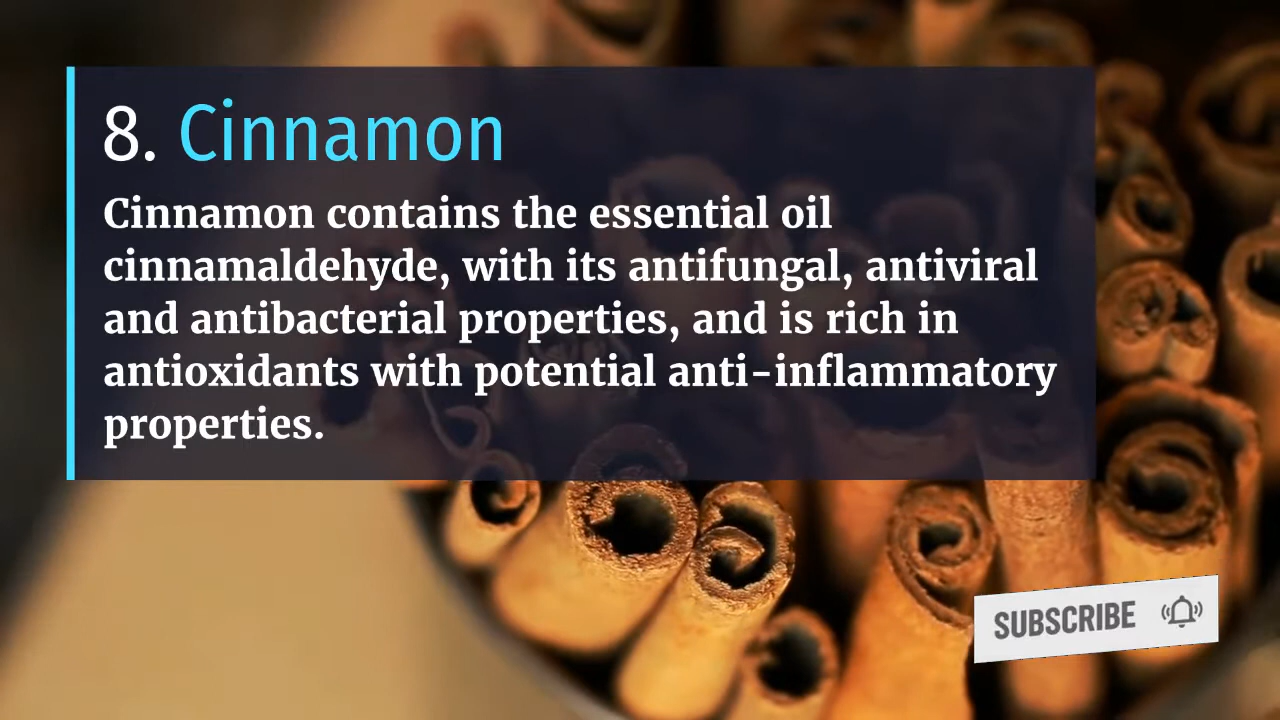 8. Cinnamon
Cinnamon contains the essential oil
cinnamaldehyde, with its antifungal, antiviral
and antibacterial properties, and is rich in
antioxidants with potential anti-inflammatory
properties.
SUBSCRIBE